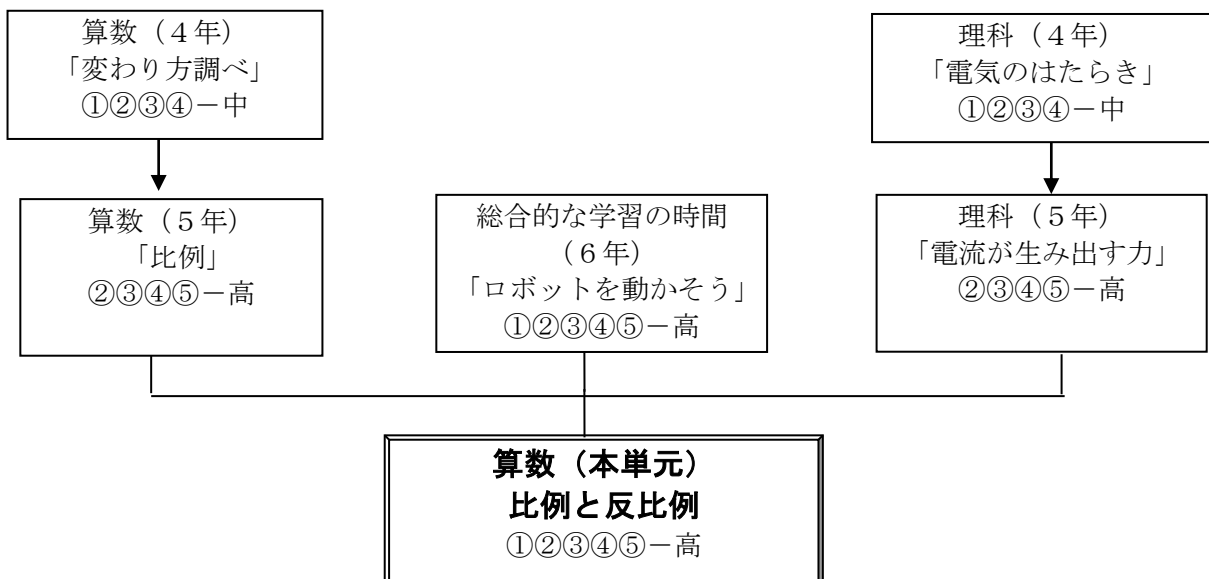 算数（４年）
「変わり方調べ」
①②③④－中
理科（４年）
「電気のはたらき」
①②③④－中
算数（５年）
「比例」
②③④⑤－高
総合的な学習の時間
（６年）
「ロボットを動かそう」
①②③④⑤－高
理科（５年）
「電流が生み出す力」
②③④⑤－高
算数（本単元）
比例と反比例
①②③④⑤－高